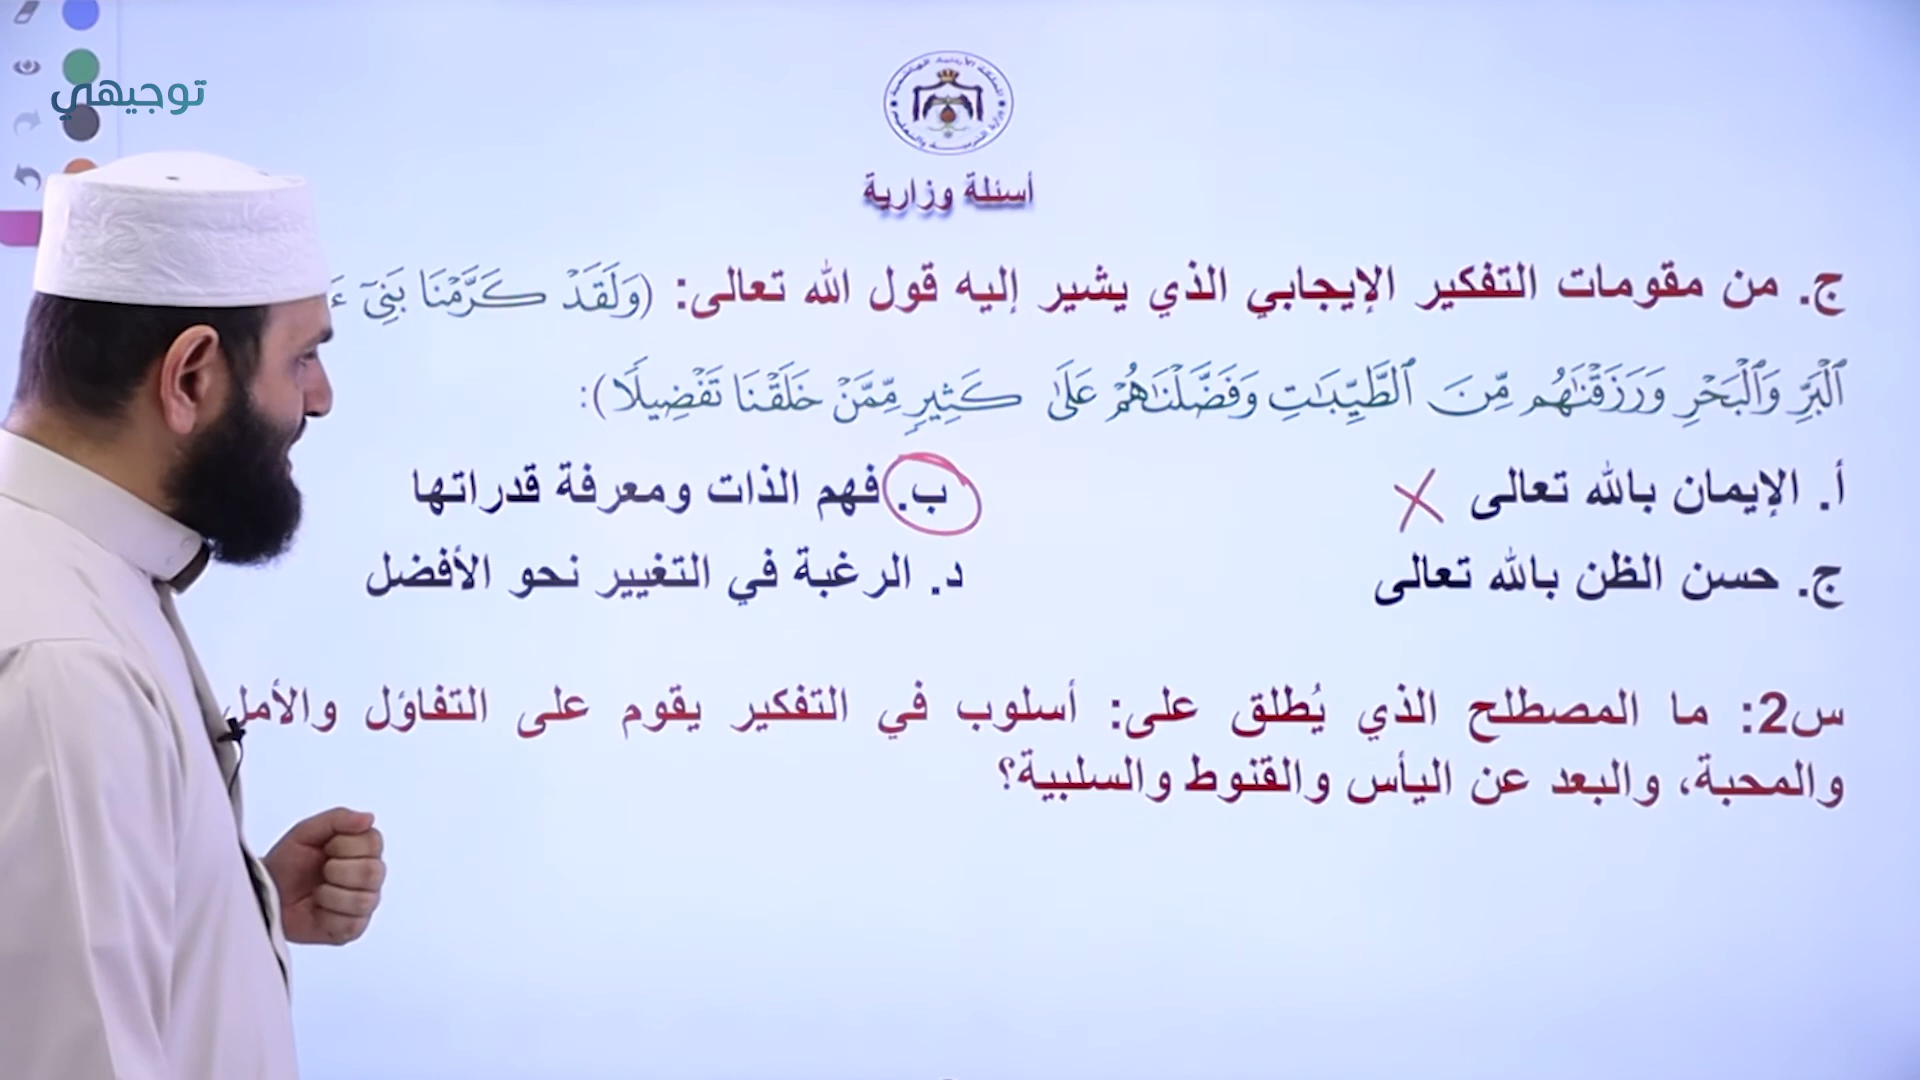 توجيهي
أسئلة وزارية
ج. من مقومات التفكير الإيجابي الذي يشير إليه قول الله تعالى: (وَلَقَدْ كَرَّمْنَا بَنِيٓ ءَ
ٱلْبَرِّ وَٱلْبَحْرِ وَرَزَقْنَٰهُم مِّنَ ٱلطَّيِّبَٰتِ وَفَضَّلْنَٰهُمْ عَلَىٰ كَثِيرٍ مِّمَّنْ خَلَقْنَا تَفْضِيلًا):
أ. الإيمان بالله تعالى ب. فهم الذات ومعرفة قدراتها
ج. حسن الظن بالله تعالى د. الرغبة في التغيير نحو الأفضل
س2: ما المصطلح الذي يُطلق على: أسلوب في التفكير يقوم على التفاؤل والأمل
والمحبة، والبعد عن اليأس والقنوط والسلبية؟